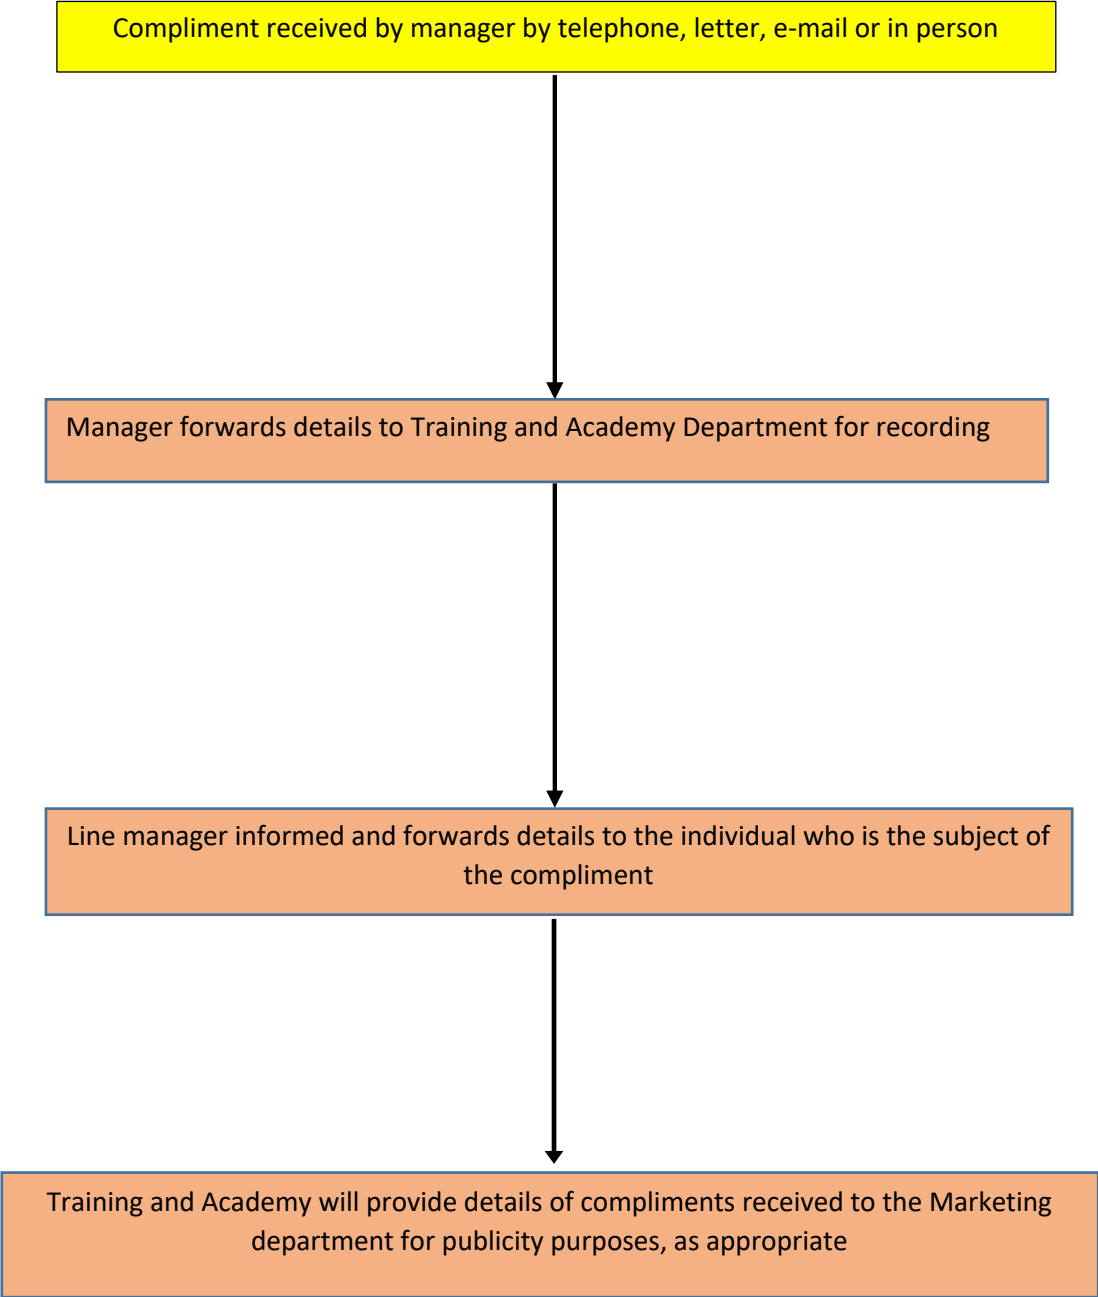 Compliment received by manager by telephone, letter, e-mail or in person
Manager forwards details to Training and Academy Department for recording
Line manager informed and forwards details to the individual who is the subject of
the compliment
Training and Academy will provide details of compliments received to the Marketing
department for publicity purposes, as appropriate